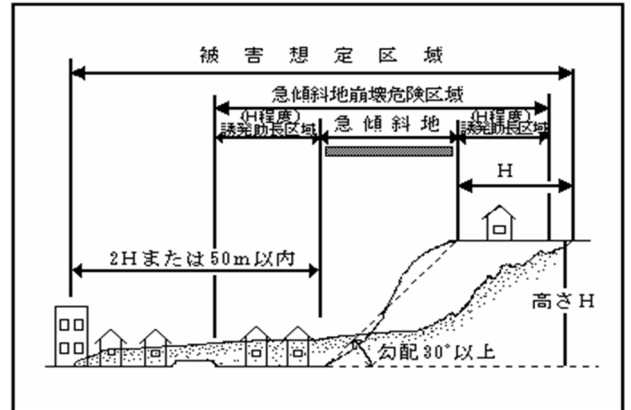 被害想定区域
急傾斜地崩壊危険区域
(H程度)
誘発助長区域
急傾斜地
(H程度)
誘発助長区域
H
2Hまたは50m以内
高さH
勾配30°以上